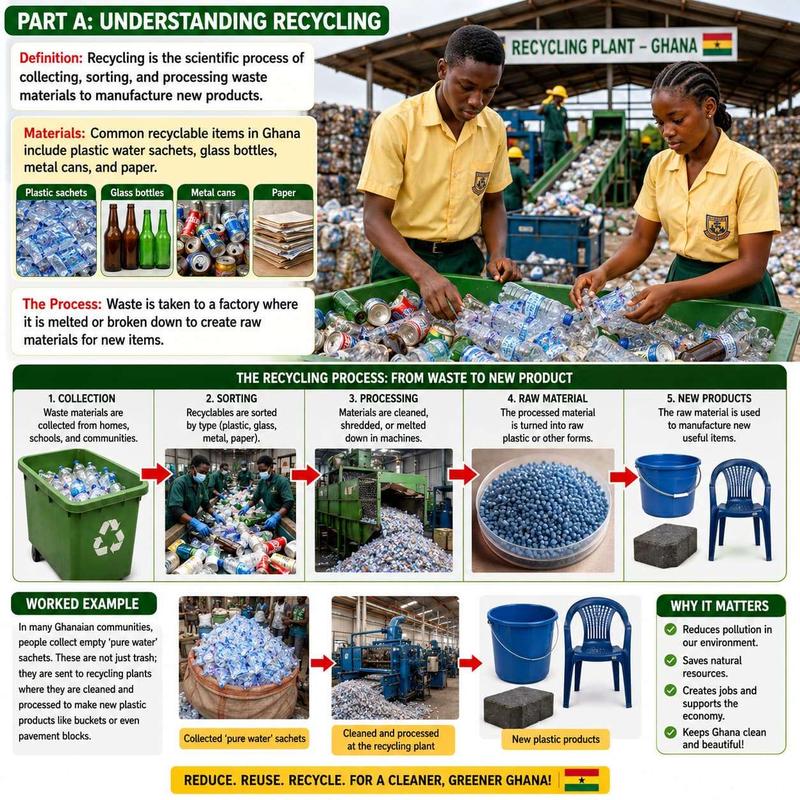 PART A: UNDERSTANDING RECYCLING
Definition: Recycling is the scientific process of
collecting, sorting, and processing waste
materials to manufacture new products.
Materials: Common recyclable items in Ghana
include plastic water sachets, glass bottles,
metal cans, and paper.
Plastic sachets
Glass bottles
Metal cans
Paper
The Process: Waste is taken to a factory where
it is melted or broken down to create raw
materials for new items.
RECYCLING PLANT – GHANA
THE RECYCLING PROCESS: FROM WASTE TO NEW PRODUCT
1. COLLECTION
Waste materials are
collected from homes,
schools, and communities.
2. SORTING
Recyclables are sorted
by type (plastic, glass,
metal, paper).
3. PROCESSING
Materials are cleaned,
shredded, or melted
down in machines.
4. RAW MATERIAL
The processed material
is turned into raw
plastic or other forms.
5. NEW PRODUCTS
The raw material is used
to manufacture new
useful items.
WORKED EXAMPLE
In many Ghanaian communities,
people collect empty 'pure water'
sachets. These are not just trash;
they are sent to recycling plants
where they are cleaned and
processed to make new plastic
products like buckets or even
pavement blocks.
Collected 'pure water' sachets
Cleaned and processed
at the recycling plant
New plastic products
WHY IT MATTERS
Reduces pollution in
our environment.
Saves natural
resources.
Creates jobs and
supports the
economy.
Keeps Ghana clean
and beautiful!
REDUCE. REUSE. RECYCLE. FOR A CLEANER, GREENER GHANA!